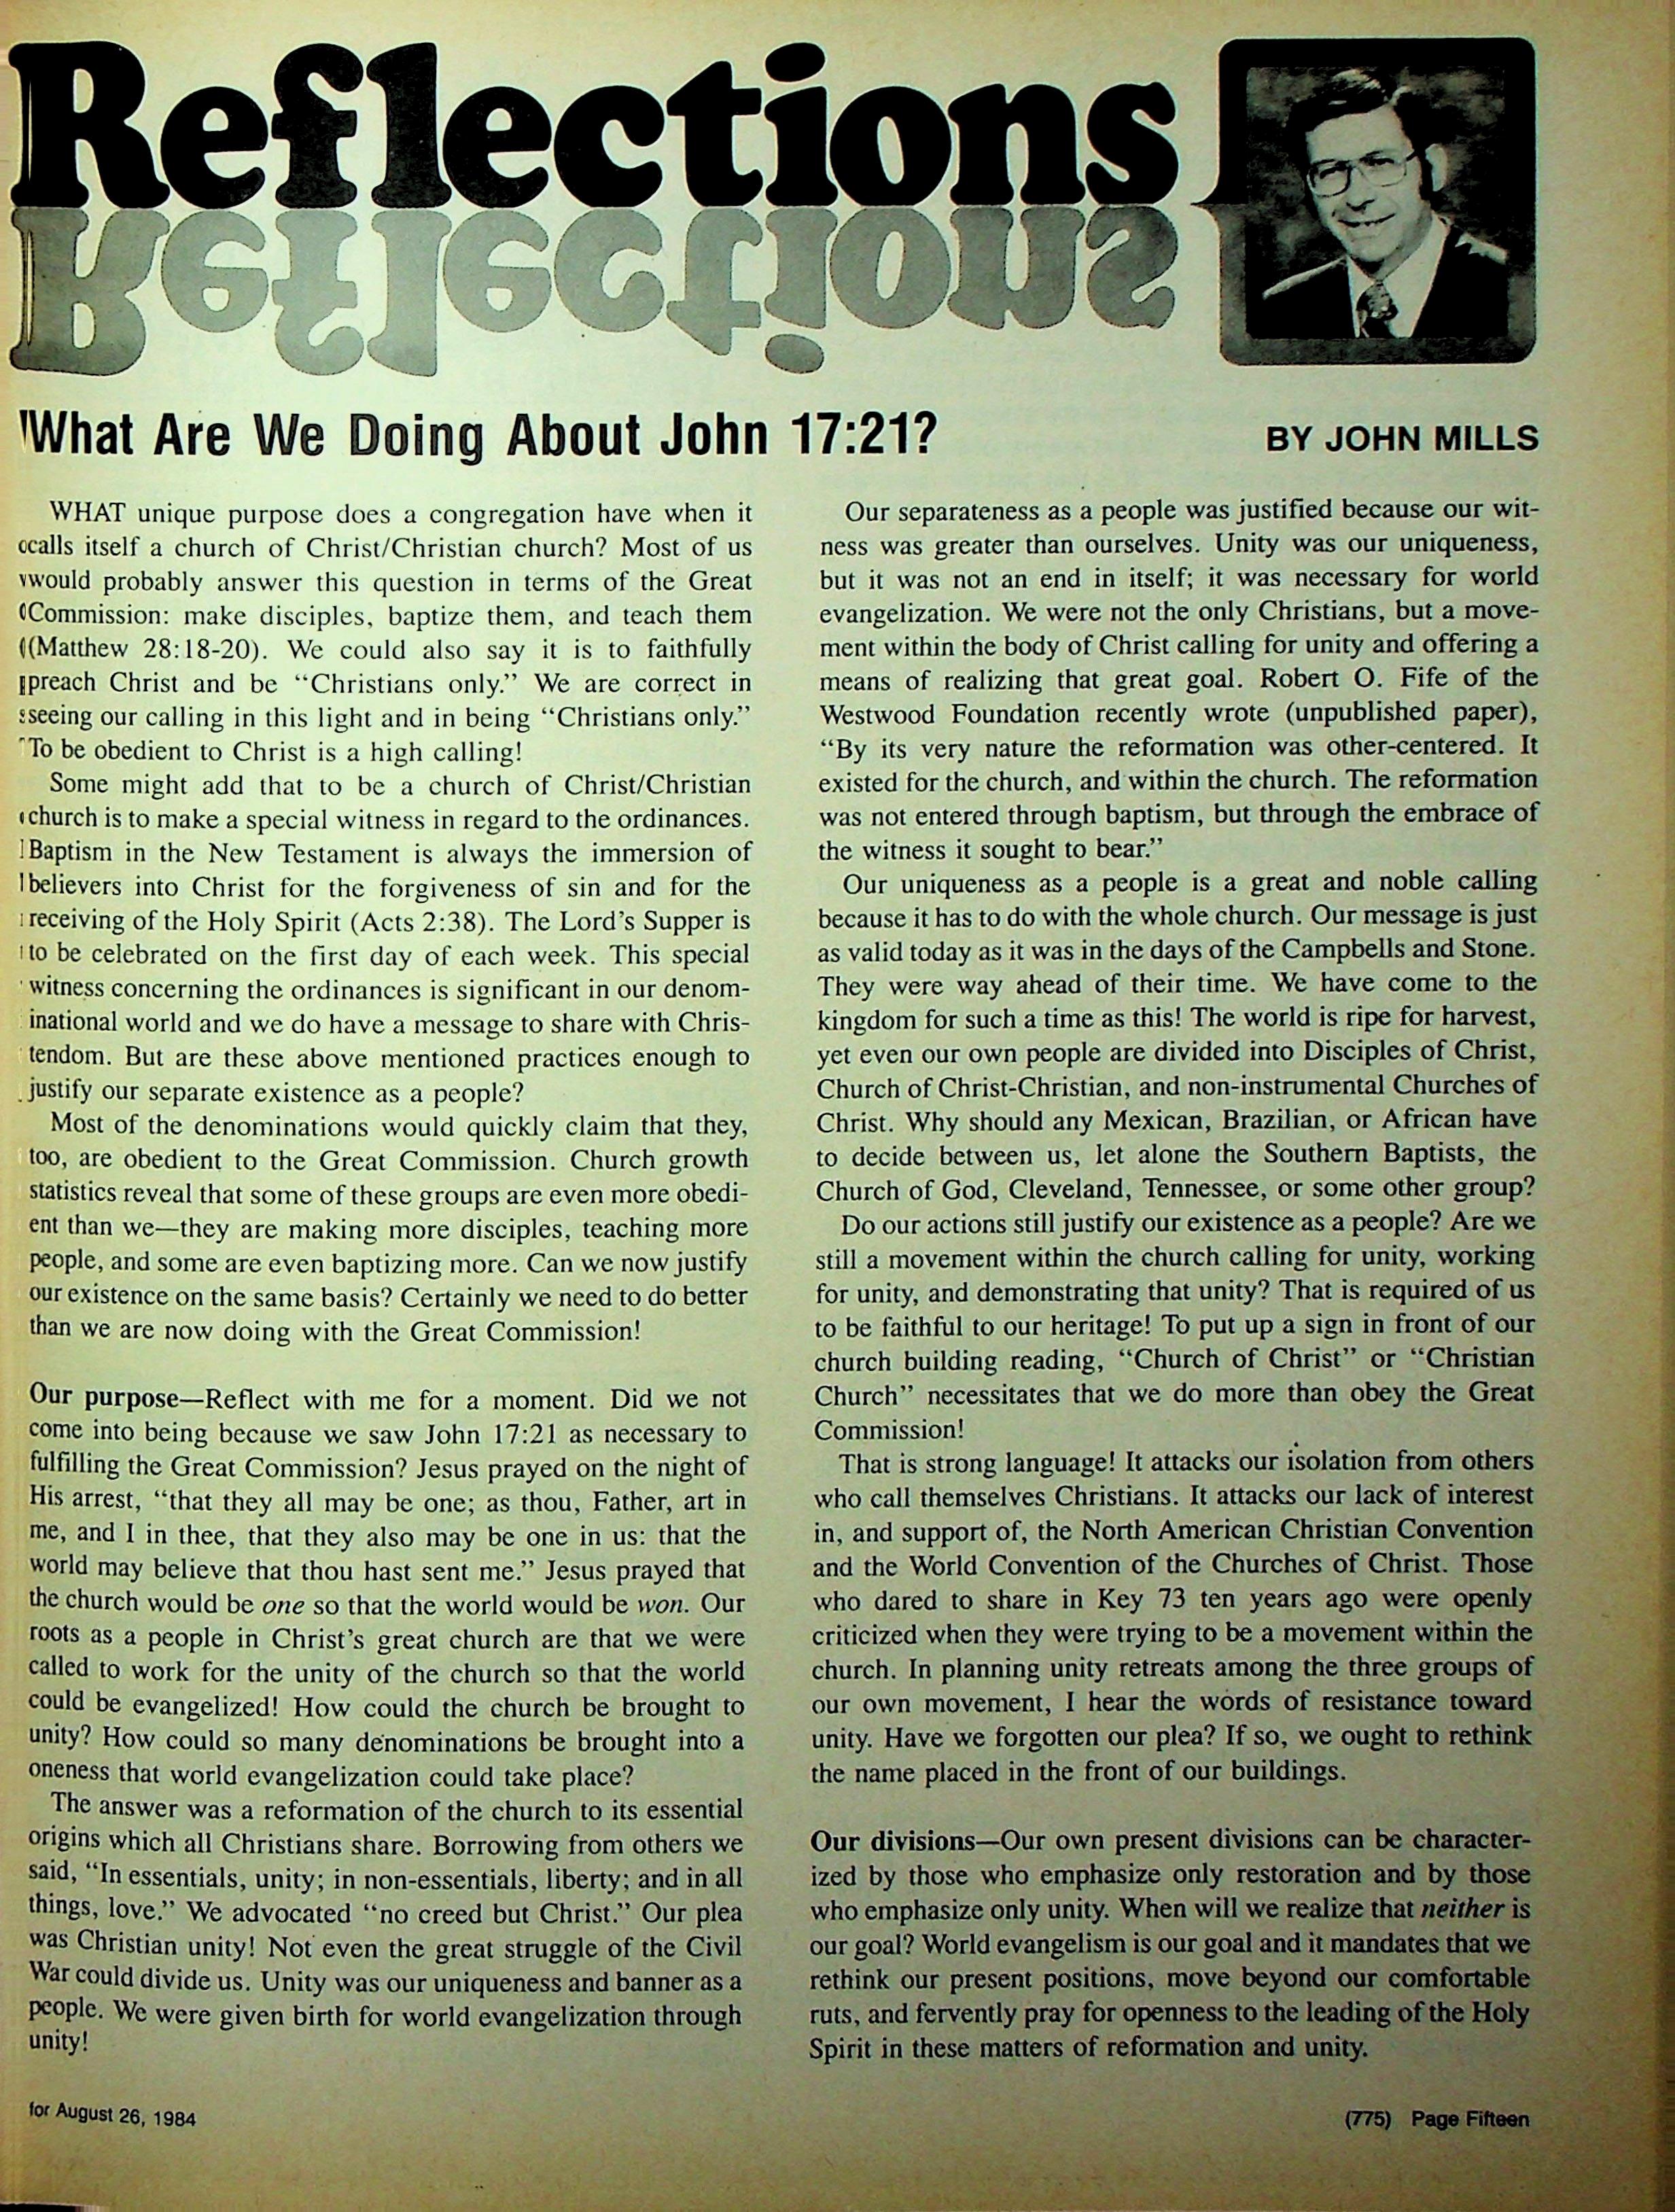 Reflections
What Are We Doing About John 17:21?
BY JOHN MILLS
WHAT unique purpose does a congregation have when it
calls itself a church of Christ/Christian church? Most of us
would probably answer this question in terms of the Great
Commission: make disciples, baptize them, and teach them
(Matthew 28:18-20). We could also say it is to faithfully
preach Christ and be “Christians only.” We are correct in
seeing our calling in this light and in being “Christians only.”
To be obedient to Christ is a high calling!
Some might add that to be a church of Christ/Christian
church is to make a special witness in regard to the ordinances.
Baptism in the New Testament is always the immersion of
believers into Christ for the forgiveness of sin and for the
receiving of the Holy Spirit (Acts 2:38). The Lord’s Supper is
to be celebrated on the first day of each week. This special
witness concerning the ordinances is significant in our denom-
inational world and we do have a message to share with Chris-
tendom. But are these above mentioned practices enough to
justify our separate existence as a people?
Most of the denominations would quickly claim that they,
too, are obedient to the Great Commission. Church growth
statistics reveal that some of these groups are even more obedi-
ent than we—they are making more disciples, teaching more
people, and some are even baptizing more. Can we now justify
our existence on the same basis? Certainly we need to do better
than we are now doing with the Great Commission!
Our purpose—Reflect with me for a moment. Did we not
come into being because we saw John 17:21 as necessary to
fulfilling the Great Commission? Jesus prayed on the night of
His arrest, “that they all may be one; as thou, Father, art in
me, and I in thee, that they also may be one in us: that the
world may believe that thou hast sent me.” Jesus prayed that
the church would be one so that the world would be won. Our
roots as a people in Christ’s great church are that we were
called to work for the unity of the church so that the world
could be evangelized! How could the church be brought to
unity? How could so many denominations be brought into a
oneness that world evangelization could take place?
The answer was a reformation of the church to its essential
origins which all Christians share. Borrowing from others we
said, “In essentials, unity; in non-essentials, liberty; and in all
things, love.” We advocated “no creed but Christ.” Our plea
was Christian unity! Not even the great struggle of the Civil
War could divide us. Unity was our uniqueness and banner as a
people. We were given birth for world evangelization through
unity!
Our separateness as a people was justified because our wit-
ness was greater than ourselves. Unity was our uniqueness,
but it was not an end in itself; it was necessary for world
evangelization. We were not the only Christians, but a move-
ment within the body of Christ calling for unity and offering a
means of realizing that great goal. Robert O. Fife of the
Westwood Foundation recently wrote (unpublished paper),
“By its very nature the reformation was other-centered. It
existed for the church, and within the church. The reformation
was not entered through baptism, but through the embrace of
the witness it sought to bear.”
Our uniqueness as a people is a great and noble calling
because it has to do with the whole church. Our message is just
as valid today as it was in the days of the Campbells and Stone.
They were way ahead of their time. We have come to the
kingdom for such a time as this! The world is ripe for harvest,
yet even our own people are divided into Disciples of Christ,
Church of Christ-Christian, and non-instrumental Churches of
Christ. Why should any Mexican, Brazilian, or African have
to decide between us, let alone the Southern Baptists, the
Church of God, Cleveland, Tennessee, or some other group?
Do our actions still justify our existence as a people? Are we
still a movement within the church calling for unity, working
for unity, and demonstrating that unity? That is required of us
to be faithful to our heritage! To put up a sign in front of our
church building reading, “Church of Christ” or “Christian
Church” necessitates that we do more than obey the Great
Commission!
That is strong language! It attacks our isolation from others
who call themselves Christians. It attacks our lack of interest
in, and support of, the North American Christian Convention
and the World Convention of the Churches of Christ. Those
who dared to share in Key 73 ten years ago were openly
criticized when they were trying to be a movement within the
church. In planning unity retreats among the three groups of
our own movement, I hear the words of resistance toward
unity. Have we forgotten our plea? If so, we ought to rethink
the name placed in the front of our buildings.
Our divisions—Our own present divisions can be character-
ized by those who emphasize only restoration and by those
who emphasize only unity. When will we realize that neither is
our goal? World evangelism is our goal and it mandates that we
rethink our present positions, move beyond our comfortable
ruts, and fervently pray for openness to the leading of the Holy
Spirit in these matters of reformation and unity.
for August 26, 1984
(775) Page Fifteen